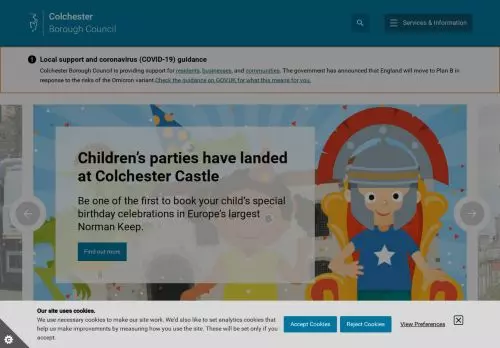 Colchester
Borough Council
Services & Information
Local support and coronavirus (COVID-19) guidance
Colchester Borough Council is providing support for residents, businesses, and communities. The government has announced that England will move to Plan B in
response to the risks of the Omicron variant.Check the guidance on GOV.UK for what this means for you.
Children's parties have landed
at Colchester Castle
Be one of the first to book your child's special
birthday celebrations in Europe's largest
Norman Keep.
Find out more
Our site uses cookies.
We use necessary cookies to make our site work. We'd also like to set analytics cookies that
help us make improvements by measuring how you use the site. These will be set only if you
accept.
Accept Cookies
Reject Cookies
View Preferences